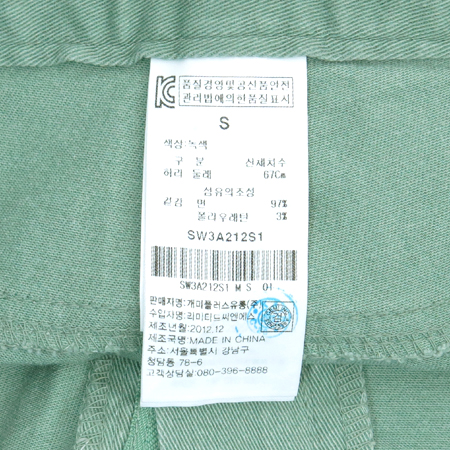 품질경영및공산품안전
관리법에의한품질표시
S
색상:녹색
구 분 신체치수
허리 둘레 67Cm
섬유의조성
겉감 면 97%
폴리우레탄 3%
SW3A212S1
SW3A212S1 M S 01
판매자명:개미플러스유통(주)
수입사명:리미티드씨엔에스
제조년월:2012.12
제조국명:MADE IN CHINA
주소:서울특별시 강남구
청담동 78-6
고객상담실:080-396-8888